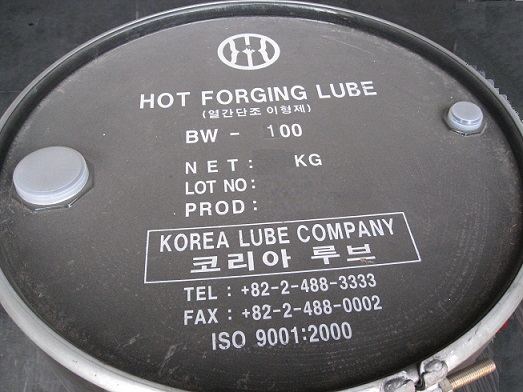 HOT FORGING LUBE
(열간단조 이형제)
BW - 100
NET: KG
LOT NO:
PROD:
KOREA LUBE COMPANY
코리아 루브
TEL : +82-2-488-3333
FAX : +82-2-488-0002
ISO 9001:2000